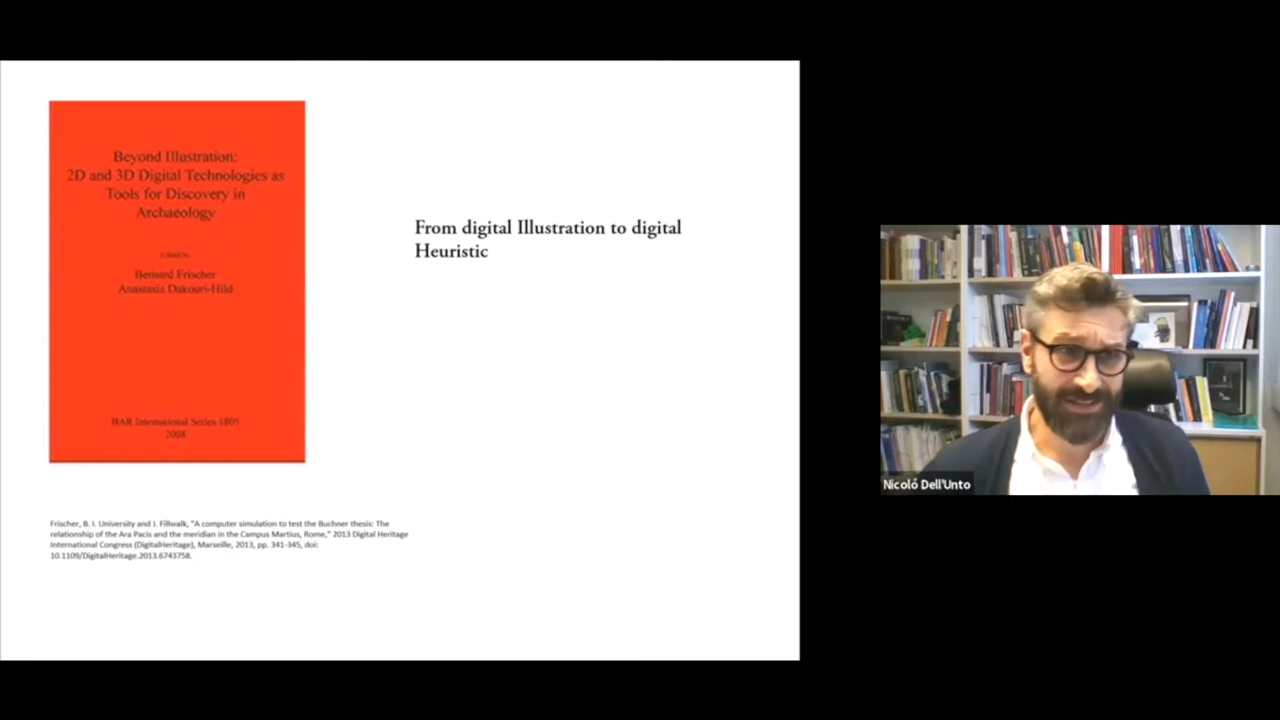 Beyond Illustration:
2D and 3D Digital Technologies as
Tools for Discovery in
Archaeology
Edited by
Bernard Frischer
Anastasia Dakouri-Hild
BAR International Series 1805
2008
From digital Illustration to digital
Heuristic
Frischer, B. I. University and J. Fillwalk, "A computer simulation to test the Buchner thesis: The
relationship of the Ara Pacis and the meridian in the Campus Martius, Rome," 2013 Digital Heritage
International Congress (DigitalHeritage), Marseille, 2013, pp. 341-345, doi:
10.1109/DigitalHeritage.2013.6743758.
Nicoló Dell'Unto